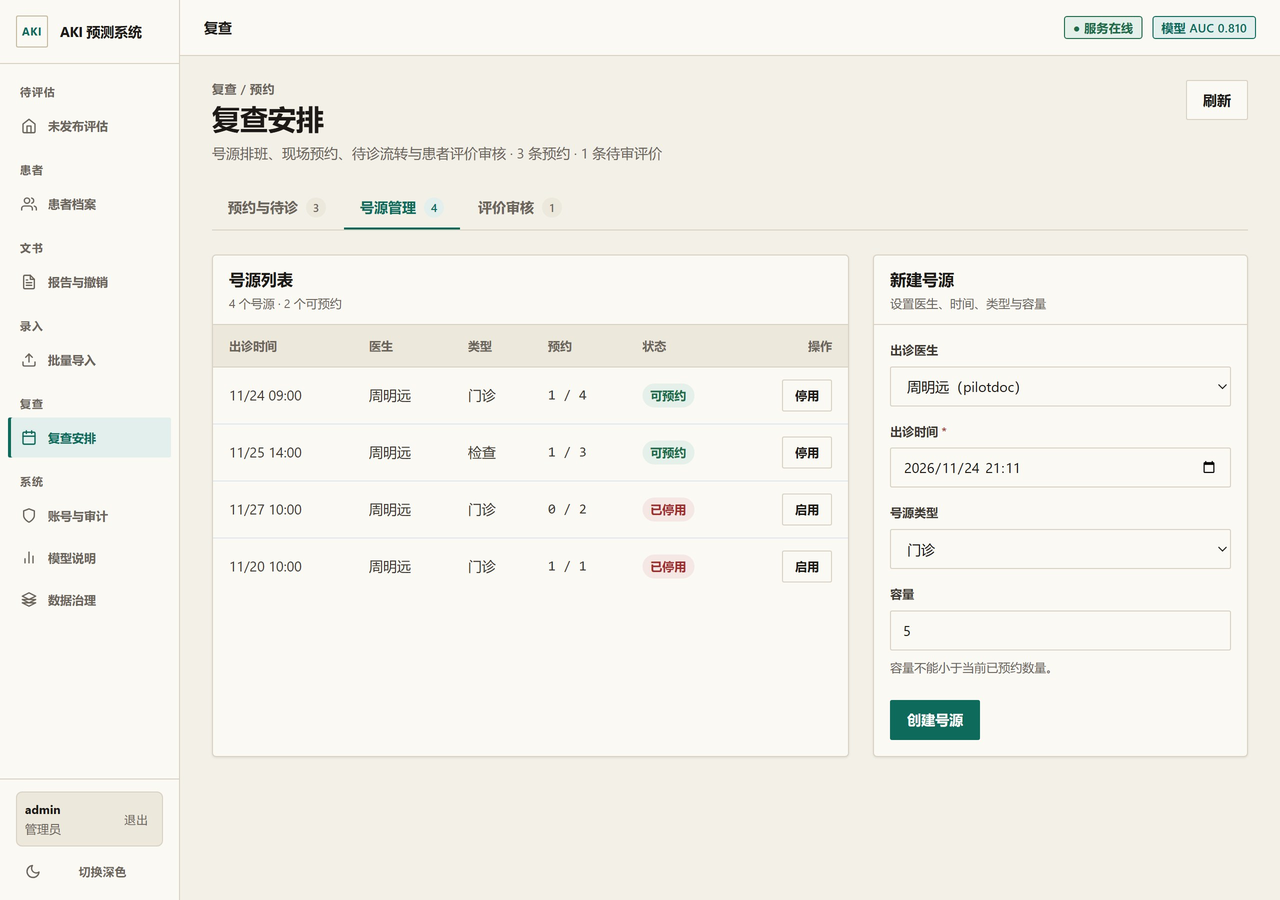 AKI
AKI 预测系统
待评估
未发布评估
患者
患者档案
文书
报告与撤销
录入
批量导入
复查
复查安排
系统
账号与审计
模型说明
数据治理
admin
管理员
退出
切换深色
复查
● 服务在线
模型 AUC 0.810
复查 / 预约
复查安排
号源排班、现场预约、待诊流转与患者评价审核 · 3 条预约 · 1 条待审评价
刷新
预约与待诊 3
号源管理 4
评价审核 1
号源列表
4 个号源 · 2 个可预约
出诊时间 医生 类型 预约 状态 操作
11/24 09:00 周明远 门诊 1 / 4 可预约 停用
11/25 14:00 周明远 检查 1 / 3 可预约 停用
11/27 10:00 周明远 门诊 0 / 2 已停用 启用
11/20 10:00 周明远 门诊 1 / 1 已停用 启用
新建号源
设置医生、时间、类型与容量
出诊医生
周明远（pilotdoc）
出诊时间 *
2026/11/24 21:11
号源类型
门诊
容量
5
容量不能小于当前已预约数量。
创建号源